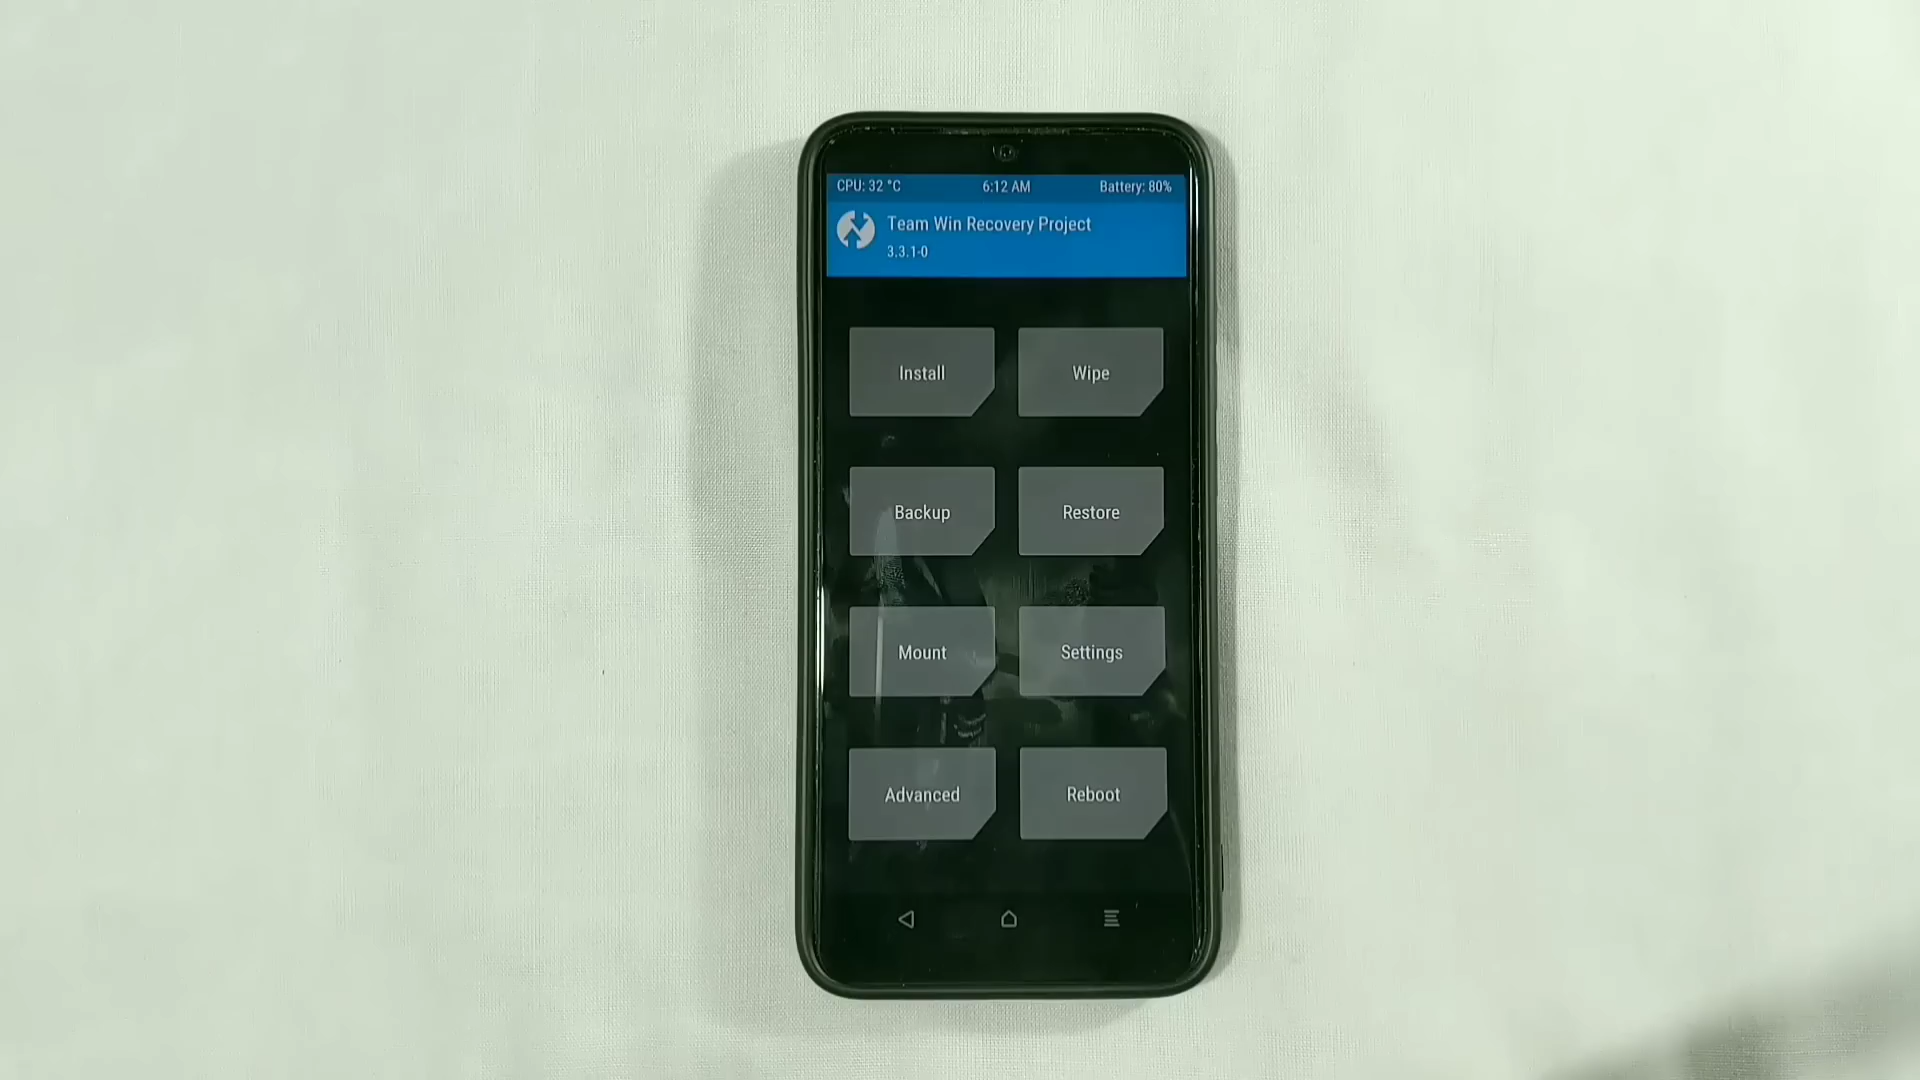 CPU: 32 °C 6:12 AM Battery: 80%
Team Win Recovery Project
3.3.1-0
Install Wipe
Backup Restore
Mount Settings
Advanced Reboot